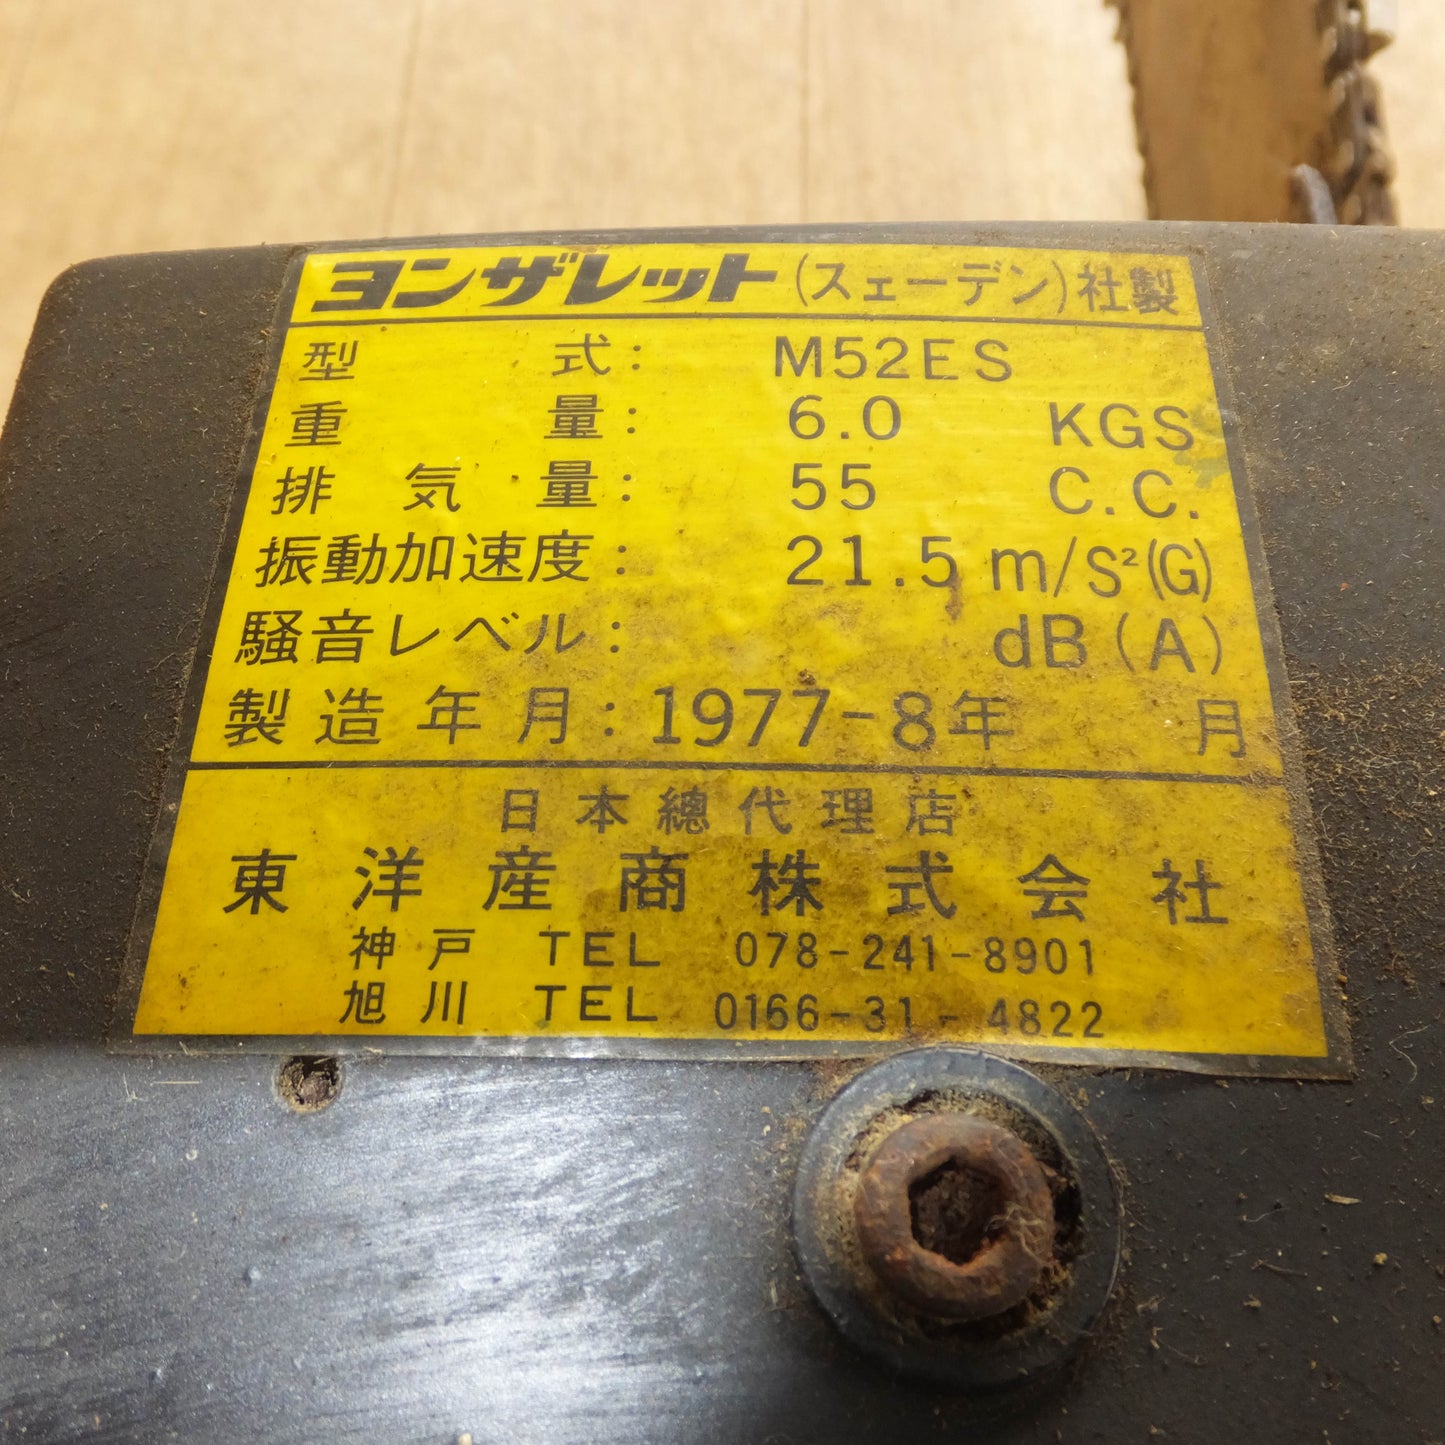 ヨンザレット(スェーデン)社製
型式: M52ES
重量: 6.0 KGS
排気量: 55 C.C.
振動加速度: 21.5 m/S²(G)
騒音レベル: dB(A)
製造年月: 1977-8年 月
日本總代理店
東洋産商株式会社
神戸 TEL 078-241-8901
旭川 TEL 0166-31-4822